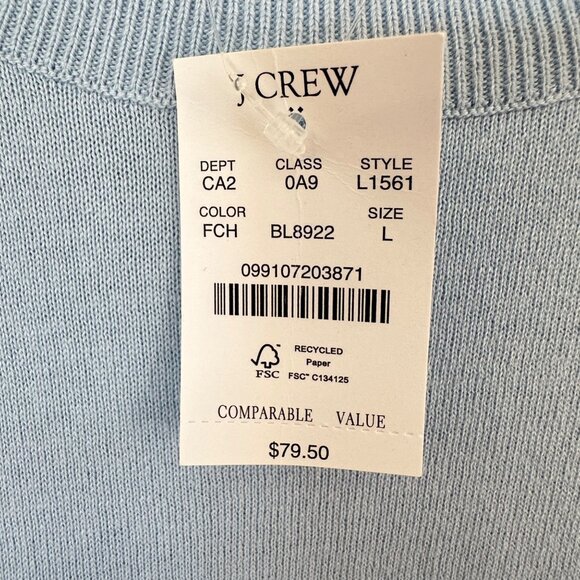 J CREW
DEPT CLASS STYLE
CA2 0A9 L1561
COLOR SIZE
FCH BL8922 L
099107203871
RECYCLED
Paper
FSC FSC™ C134125
COMPARABLE VALUE
$79.50